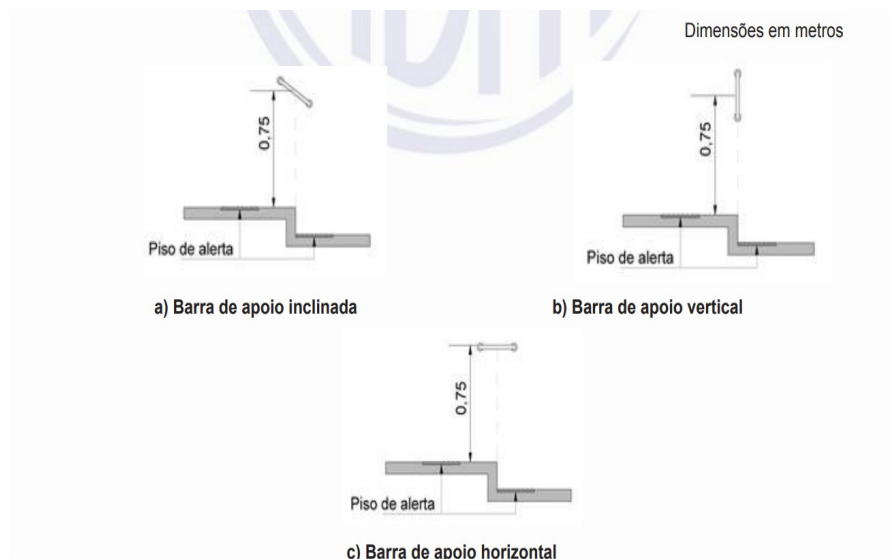 Dimensões em metros
0,75
Piso de alerta
a) Barra de apoio inclinada
0,75
Piso de alerta
b) Barra de apoio vertical
0,75
Piso de alerta
c) Barra de apoio horizontal